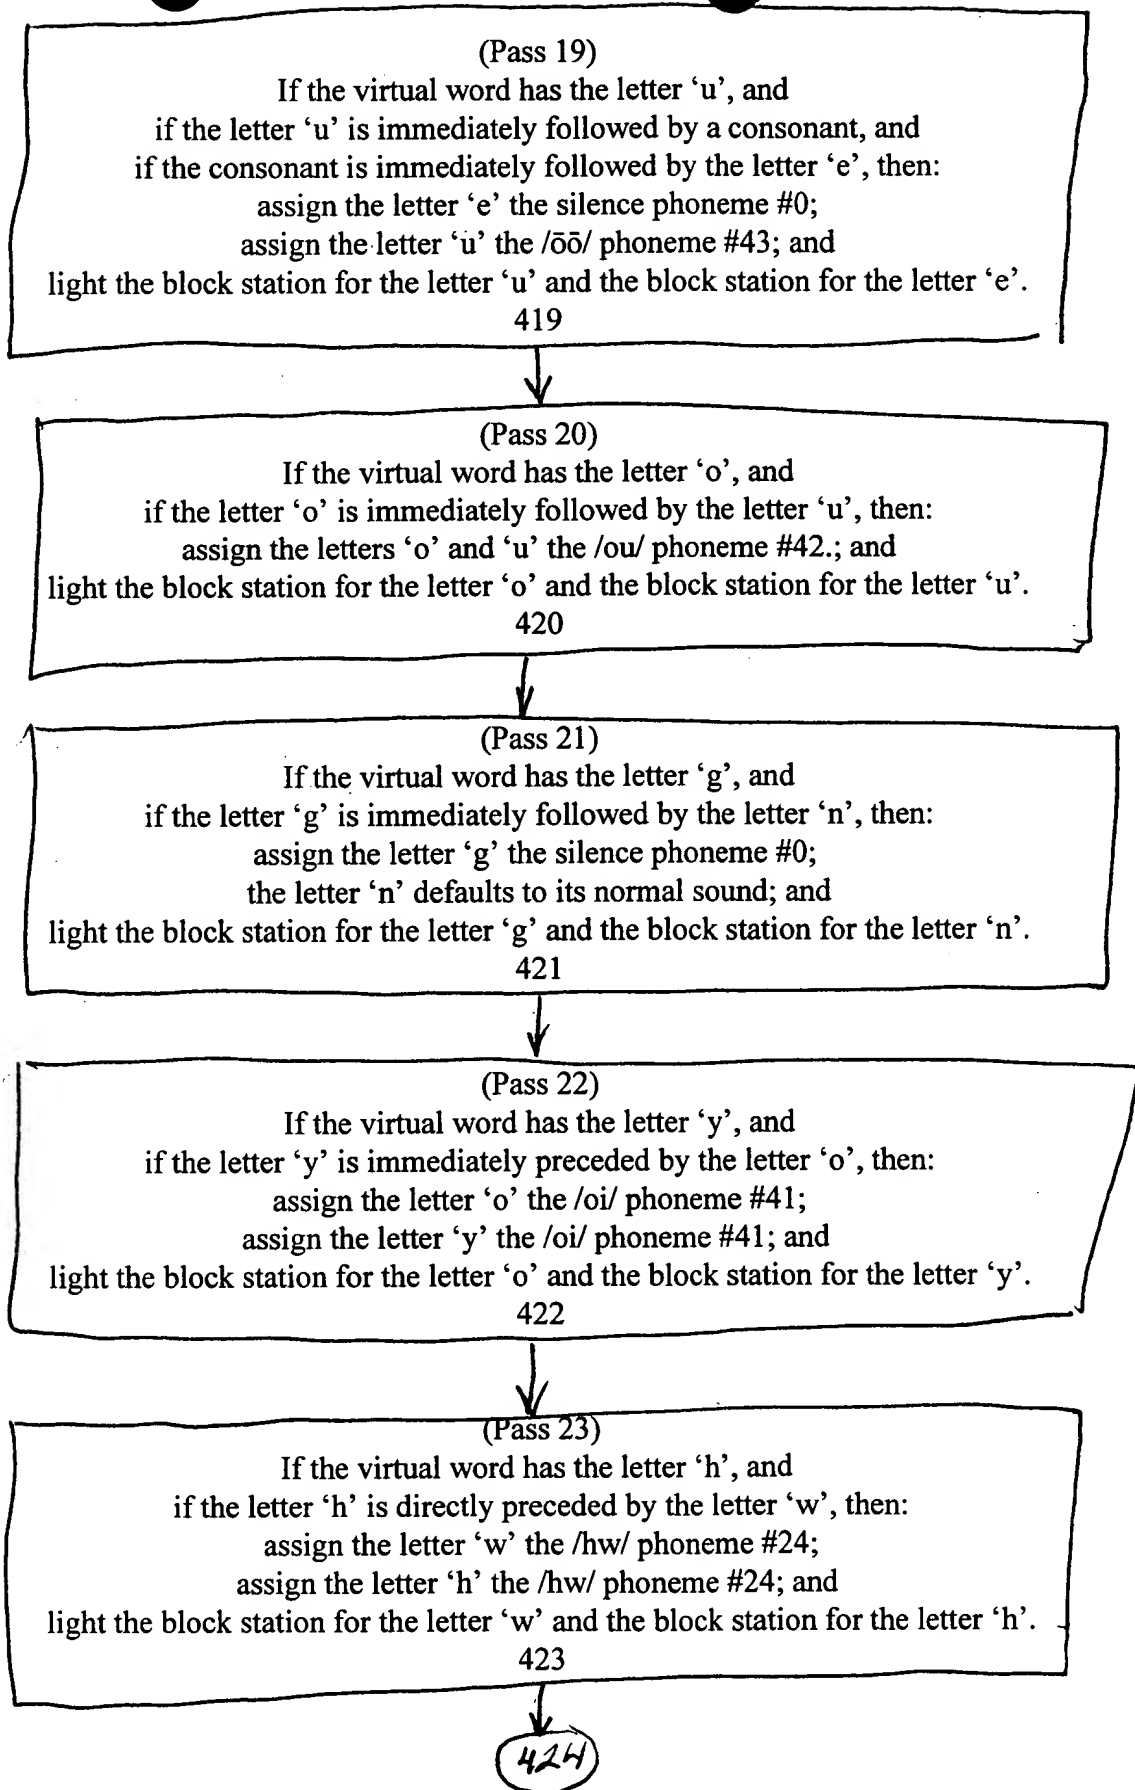 (Pass 19)
If the virtual word has the letter ‘u’, and
if the letter ‘u’ is immediately followed by a consonant, and
if the consonant is immediately followed by the letter ‘e’, then:
assign the letter ‘e’ the silence phoneme #0;
assign the letter ‘u’ the /ōō/ phoneme #43; and
light the block station for the letter ‘u’ and the block station for the letter ‘e’.
419
(Pass 20)
If the virtual word has the letter ‘o’, and
if the letter ‘o’ is immediately followed by the letter ‘u’, then:
assign the letters ‘o’ and ‘u’ the /ou/ phoneme #42.; and
light the block station for the letter ‘o’ and the block station for the letter ‘u’.
420
(Pass 21)
If the virtual word has the letter ‘g’, and
if the letter ‘g’ is immediately followed by the letter ‘n’, then:
assign the letter ‘g’ the silence phoneme #0;
the letter ‘n’ defaults to its normal sound; and
light the block station for the letter ‘g’ and the block station for the letter ‘n’.
421
(Pass 22)
If the virtual word has the letter ‘y’, and
if the letter ‘y’ is immediately preceded by the letter ‘o’, then:
assign the letter ‘o’ the /oi/ phoneme #41;
assign the letter ‘y’ the /oi/ phoneme #41; and
light the block station for the letter ‘o’ and the block station for the letter ‘y’.
422
(Pass 23)
If the virtual word has the letter ‘h’, and
if the letter ‘h’ is directly preceded by the letter ‘w’, then:
assign the letter ‘w’ the /hw/ phoneme #24;
assign the letter ‘h’ the /hw/ phoneme #24; and
light the block station for the letter ‘w’ and the block station for the letter ‘h’.
423
424